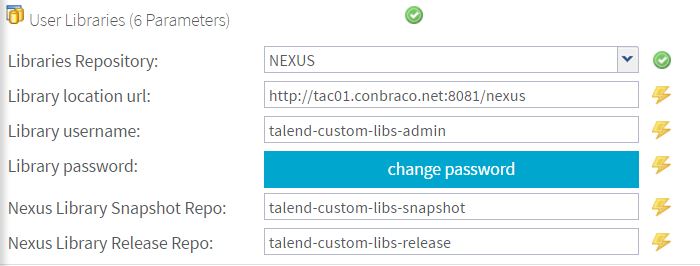 User Libraries (6 Parameters)
Libraries Repository: NEXUS
Library location url: http://tac01.conbraco.net:8081/nexus
Library username: talend-custom-libs-admin
Library password: change password
Nexus Library Snapshot Repo: talend-custom-libs-snapshot
Nexus Library Release Repo: talend-custom-libs-release